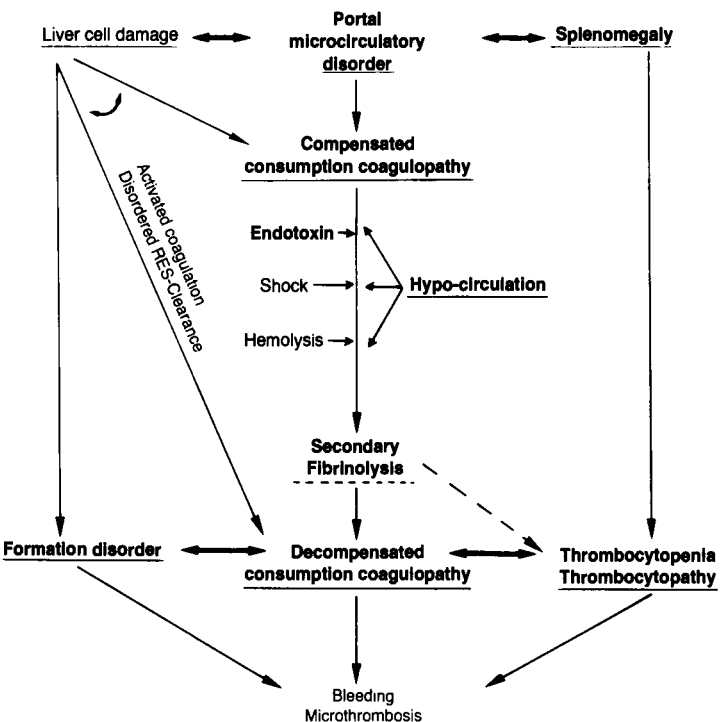 Liver cell damage
Portal
microcirculatory
disorder
Splenomegaly
Compensated
consumption coagulopathy
Activated coagulation
Disordered RES-Clearance
Endotoxin
Shock
Hypo-circulation
Hemolysis
Secondary
Fibrinolysis
Formation disorder
Decompensated
consumption coagulopathy
Thrombocytopenia
Thrombocytopathy
Bleeding
Microthrombosis